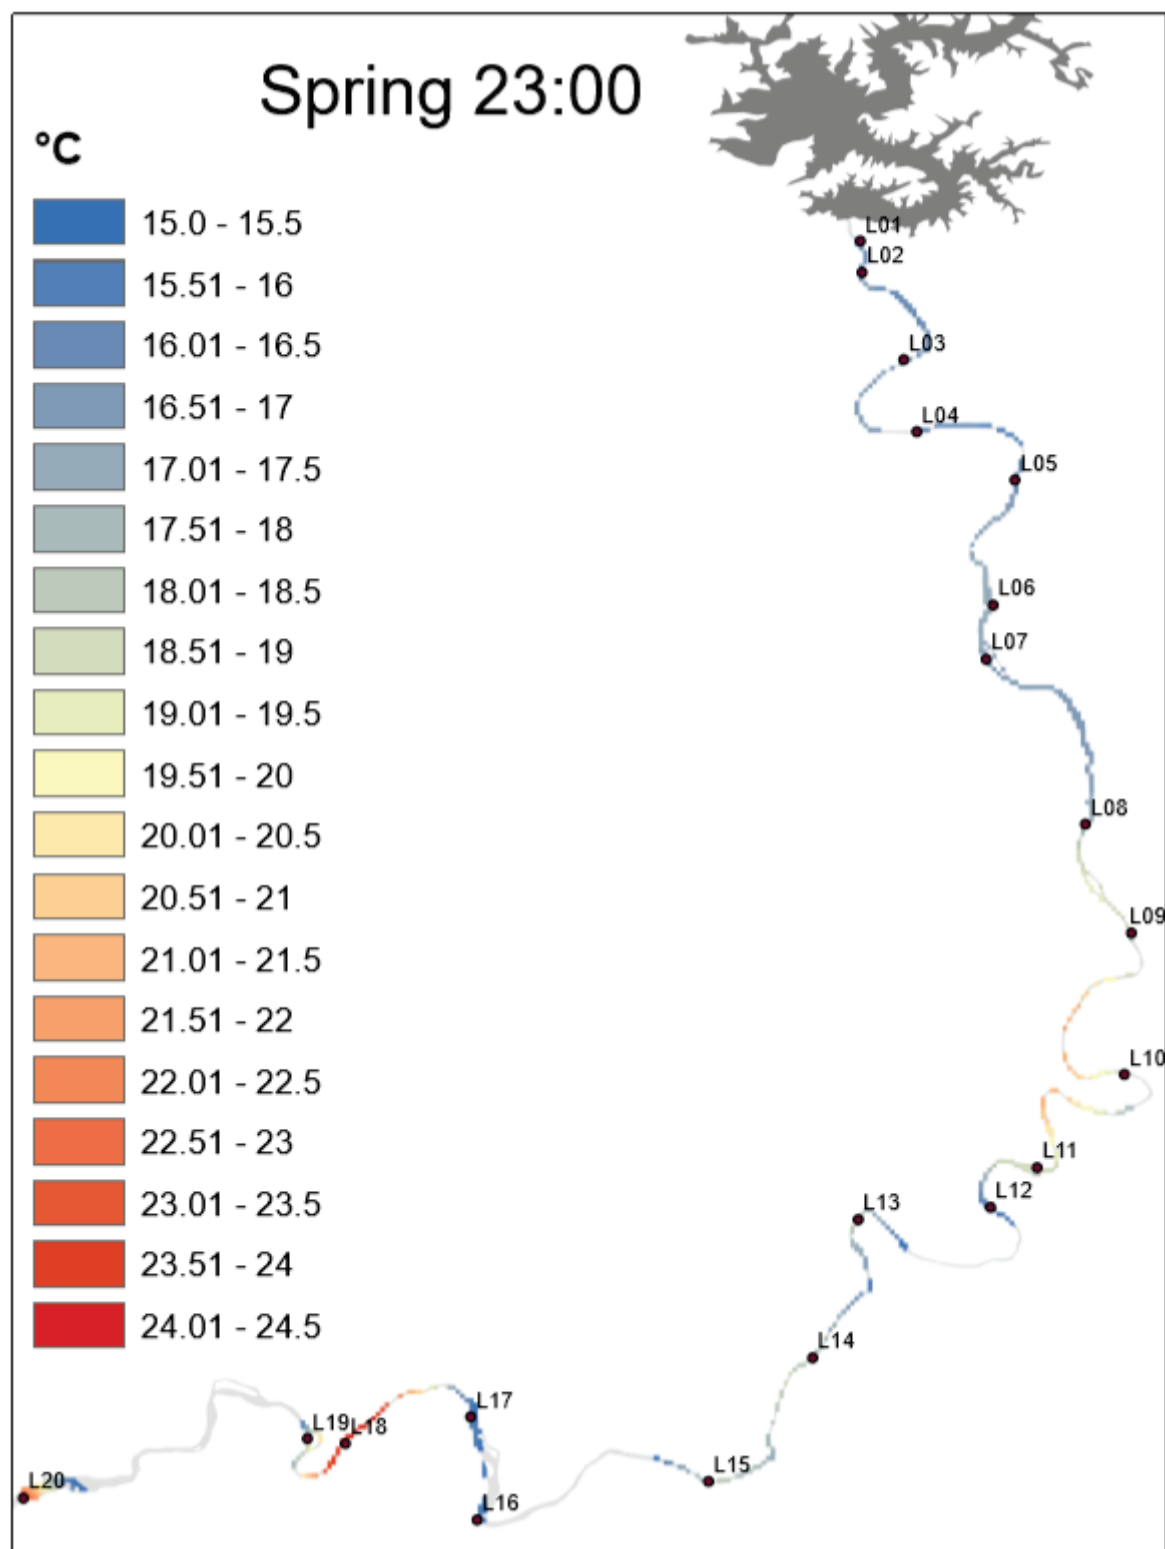 Spring 23:00
°C
15.0 - 15.5
15.51 - 16
16.01 - 16.5
16.51 - 17
17.01 - 17.5
17.51 - 18
18.01 - 18.5
18.51 - 19
19.01 - 19.5
19.51 - 20
20.01 - 20.5
20.51 - 21
21.01 - 21.5
21.51 - 22
22.01 - 22.5
22.51 - 23
23.01 - 23.5
23.51 - 24
24.01 - 24.5
L01
L02
L03
L04
L05
L06
L07
L08
L09
L10
L11
L12
L13
L14
L15
L16
L17
L18
L19
L20